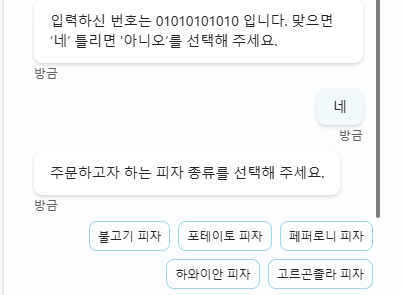 입력하신 번호는 01010101010 입니다. 맞으면
‘네’ 틀리면 ‘아니오’를 선택해 주세요.
방금
네
방금
주문하고자 하는 피자 종류를 선택해 주세요.
방금
불고기 피자 포테이토 피자 페퍼로니 피자
하와이안 피자 고르곤졸라 피자